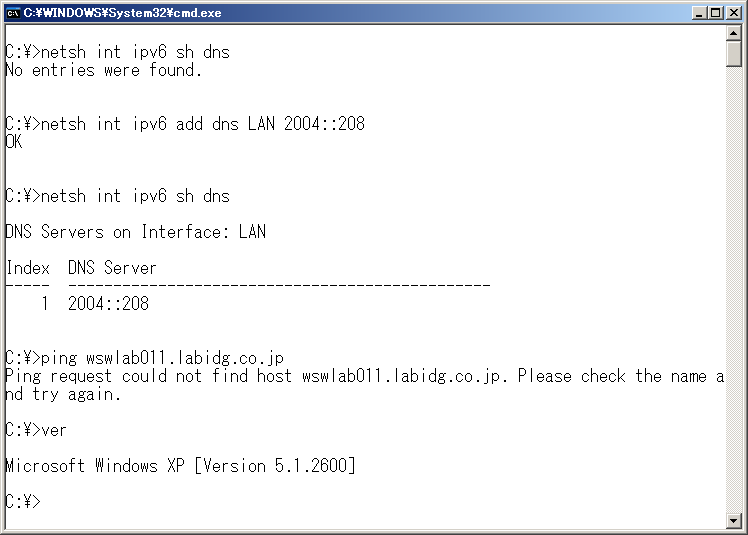 C:¥WINDOWS¥System32¥cmd.exe
C:¥>netsh int ipv6 sh dns
No entries were found.
C:¥>netsh int ipv6 add dns LAN 2004::208
OK
C:¥>netsh int ipv6 sh dns
DNS Servers on Interface: LAN
Index  DNS Server
-----  -----------------------------------------------
    1  2004::208
C:¥>ping wswlab011.labidg.co.jp
Ping request could not find host wswlab011.labidg.co.jp. Please check the name a
nd try again.
C:¥>ver
Microsoft Windows XP [Version 5.1.2600]
C:¥>